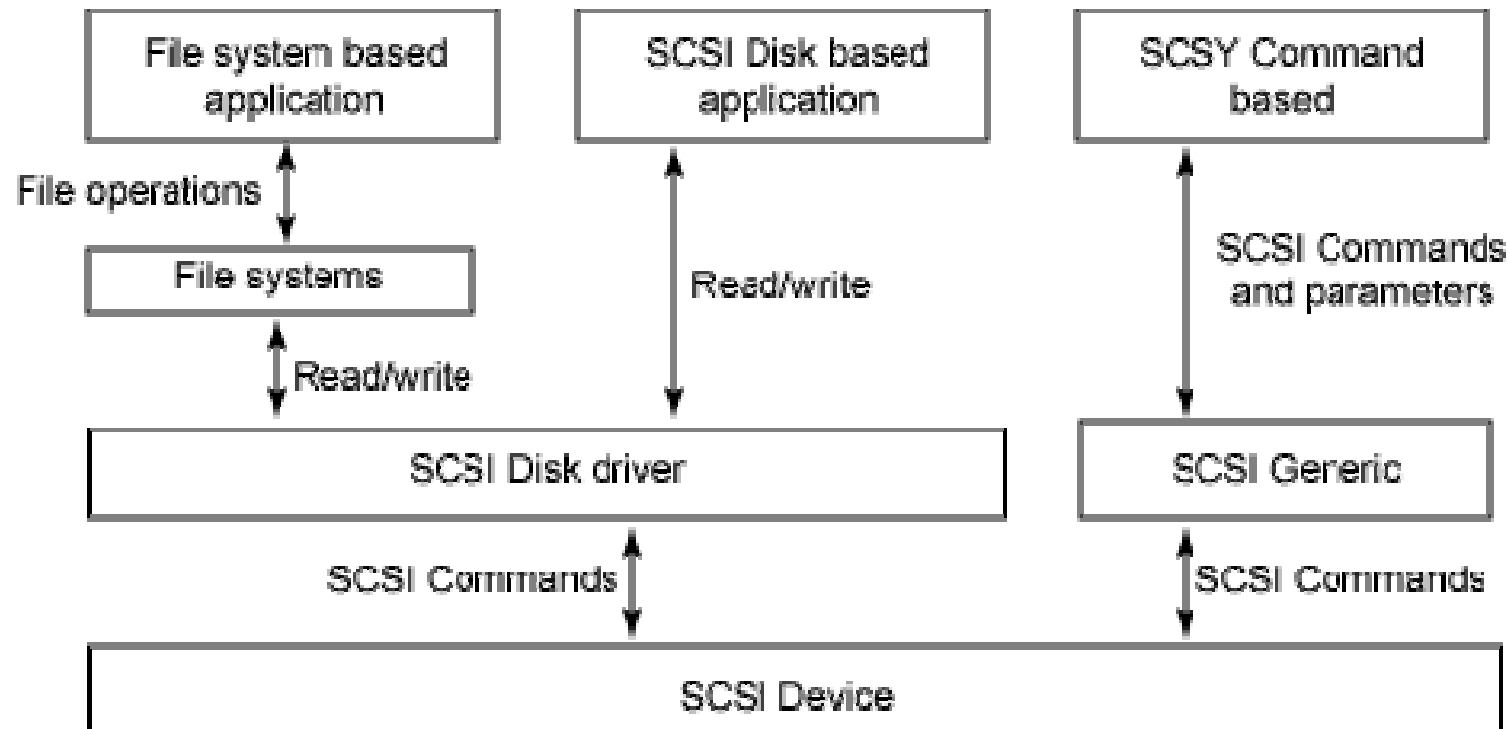 File system based
application
SCSI Disk based
application
SCSY Command
based
File operations
File systems
Read/write
SCSI Commands
and parameters
Read/write
SCSI Disk driver
SCSI Generic
SCSI Commands
SCSI Commands
SCSI Device